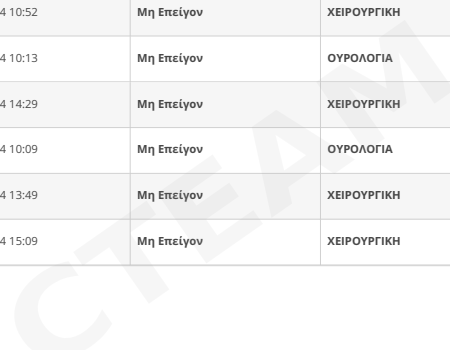 4 10:52 Μη Επείγον ΧΕΙΡΟΥΡΓΙΚΗ
4 10:13 Μη Επείγον ΟΥΡΟΛΟΓΙΑ
4 14:29 Μη Επείγον ΧΕΙΡΟΥΡΓΙΚΗ
4 10:09 Μη Επείγον ΟΥΡΟΛΟΓΙΑ
4 13:49 Μη Επείγον ΧΕΙΡΟΥΡΓΙΚΗ
4 15:09 Μη Επείγον ΧΕΙΡΟΥΡΓΙΚΗ
CTEAM